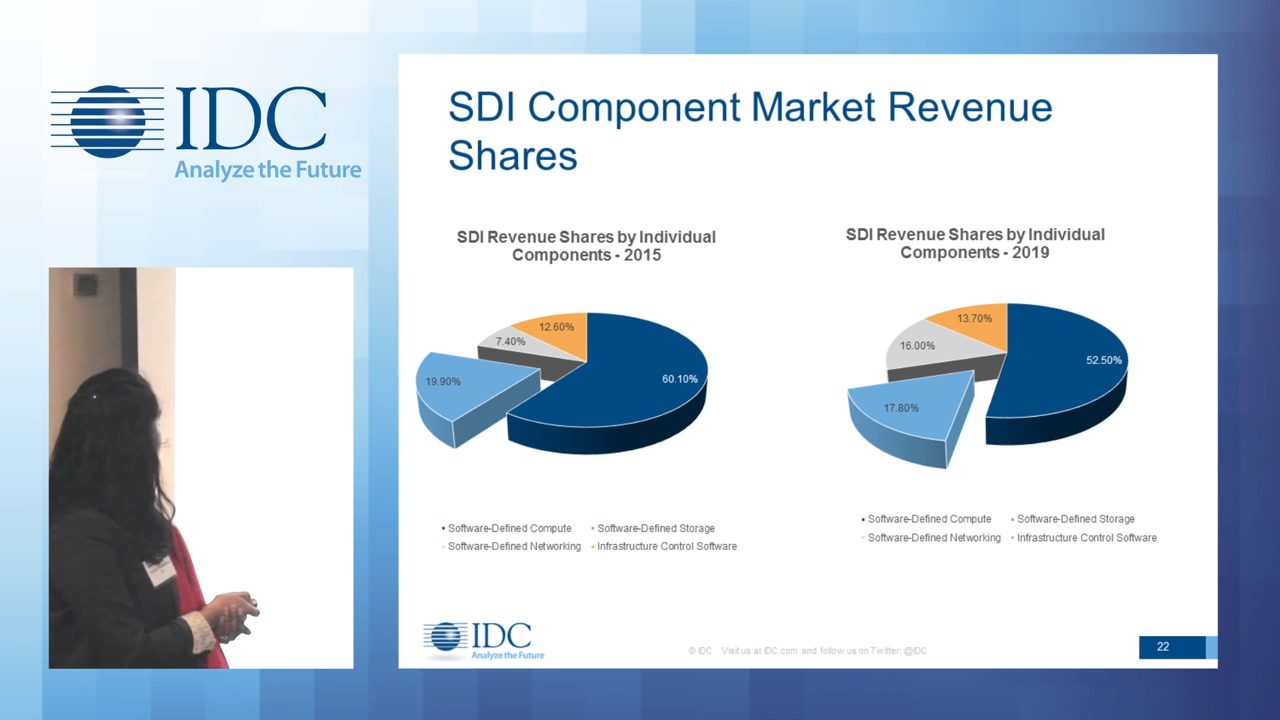 IDC
Analyze the Future
SDI Component Market Revenue
Shares
SDI Revenue Shares by Individual
Components - 2015
12.60%
7.40%
19.90%
60.10%
Software-Defined Compute
Software-Defined Storage
Software-Defined Networking
Infrastructure Control Software
SDI Revenue Shares by Individual
Components - 2019
13.70%
16.00%
52.50%
17.80%
Software-Defined Compute
Software-Defined Storage
Software-Defined Networking
Infrastructure Control Software
IDC
Analyze the Future
© IDC Visit us at IDC.com and follow us on Twitter: @IDC
22